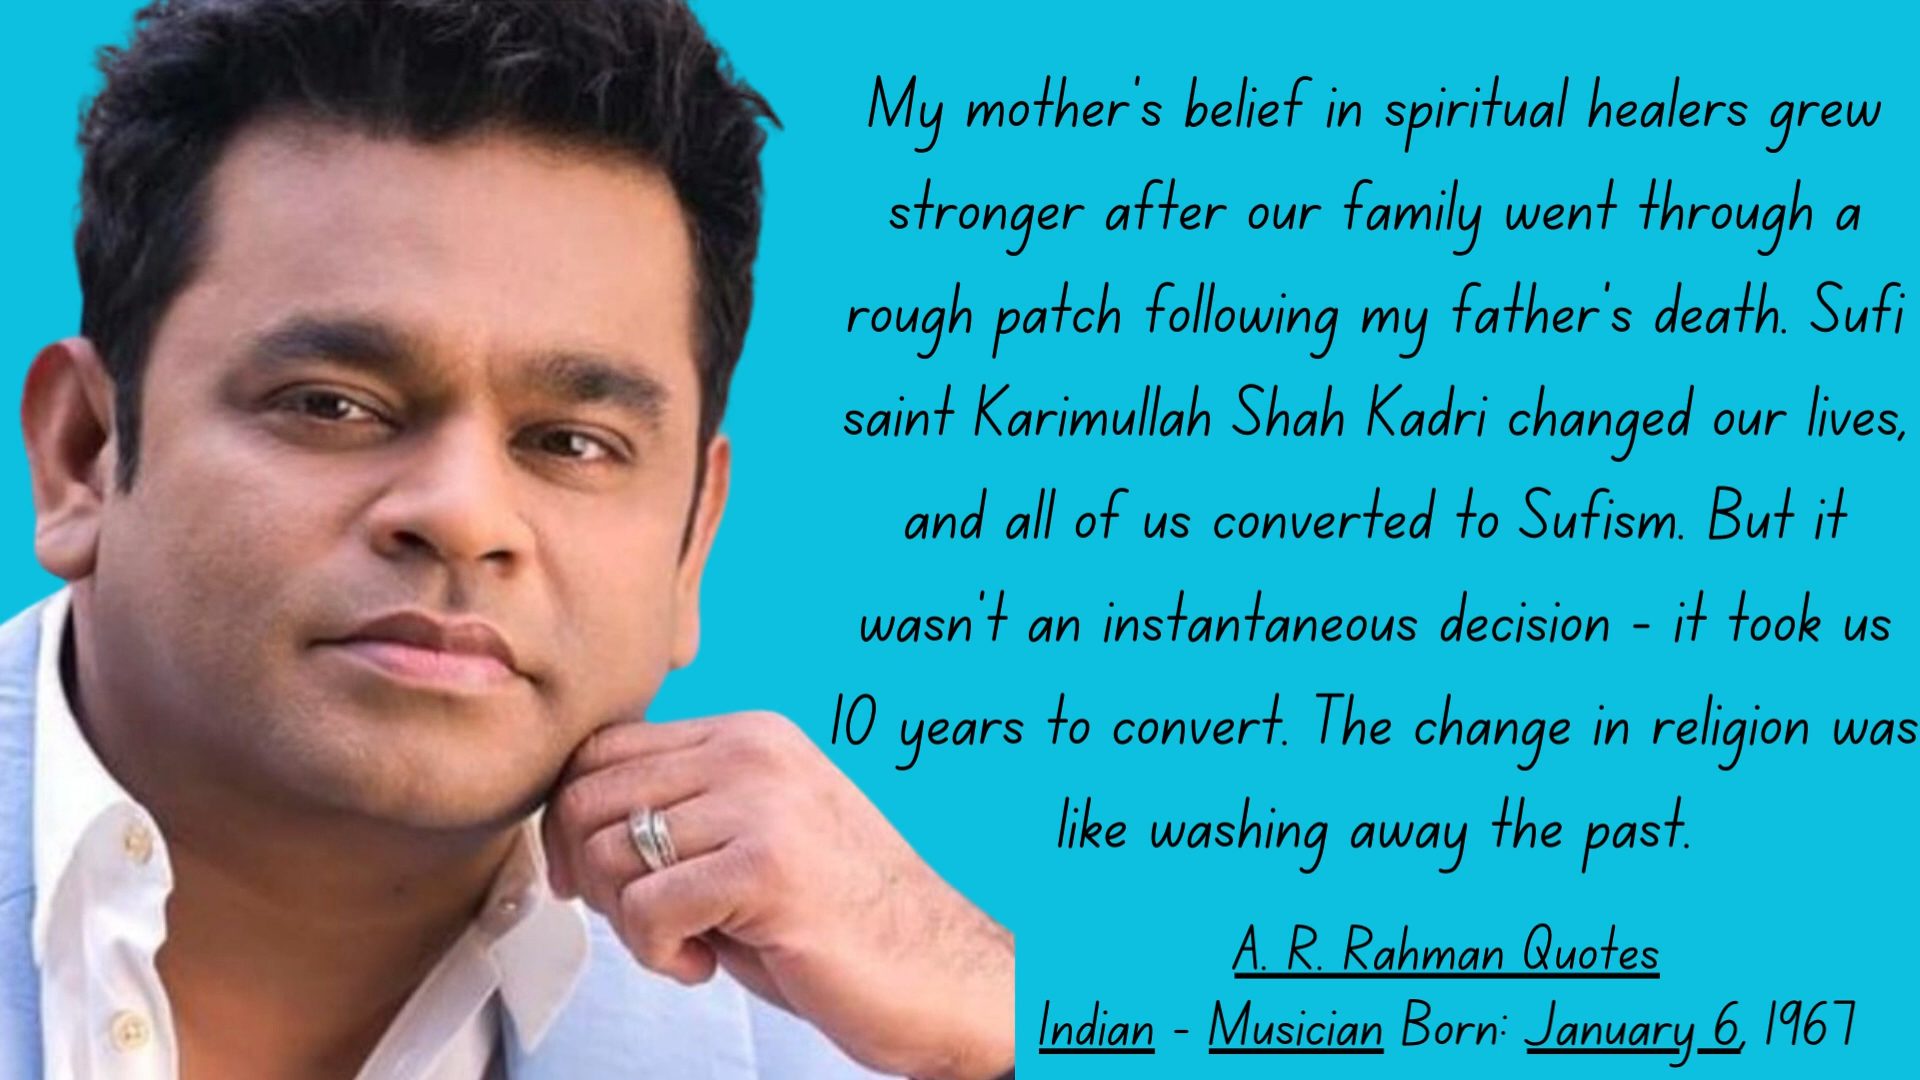 My mother's belief in spiritual healers grew
stronger after our family went through a
rough patch following my father's death. Sufi
saint Karimullah Shah Kadri changed our lives,
and all of us converted to Sufism. But it
wasn't an instantaneous decision - it took us
10 years to convert. The change in religion was
like washing away the past.
A. R. Rahman Quotes
Indian - Musician Born: January 6, 1967